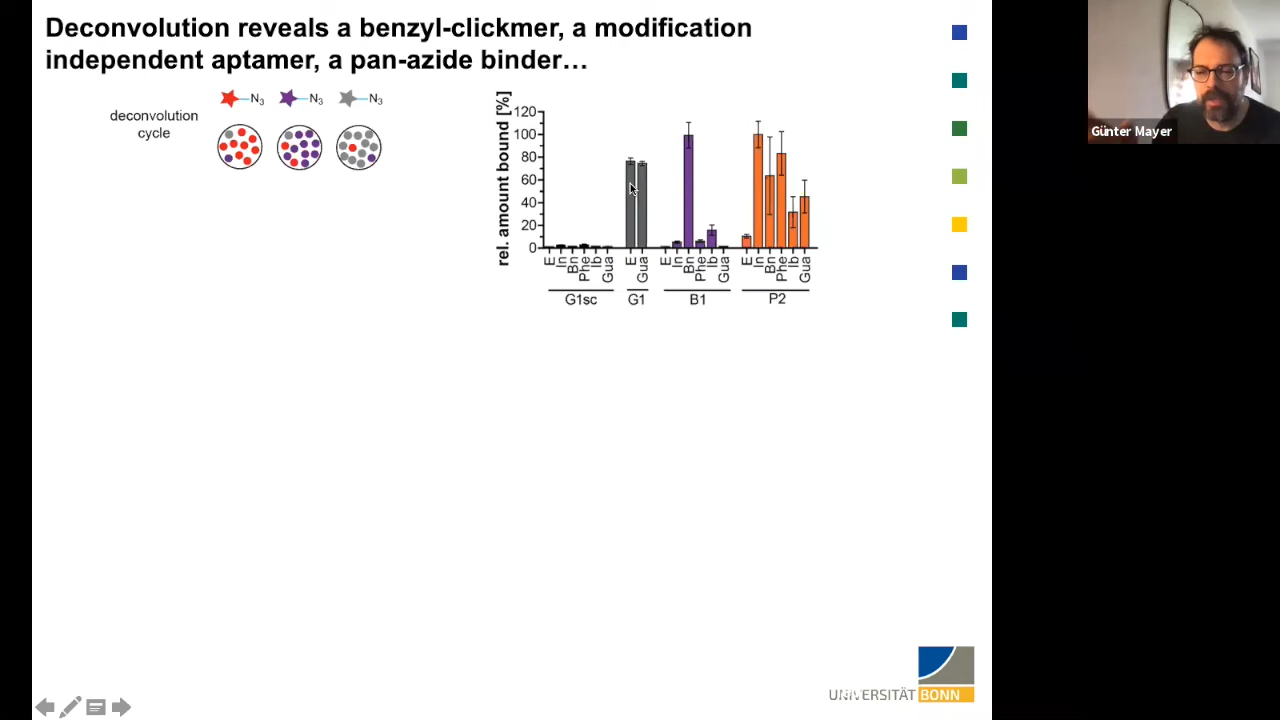 Deconvolution reveals a benzyl-clickmer, a modification
independent aptamer, a pan-azide binder…
deconvolution
cycle
N3 N3 N3
rel. amount bound [%]
120
100
80
60
40
20
0
E In Bn Phe Ib Gua E Gua E In Bn Phe Ib Gua E In Bn Phe Ib Gua
G1sc G1 B1 P2
Günter Mayer
UNIVERSITÄT BONN